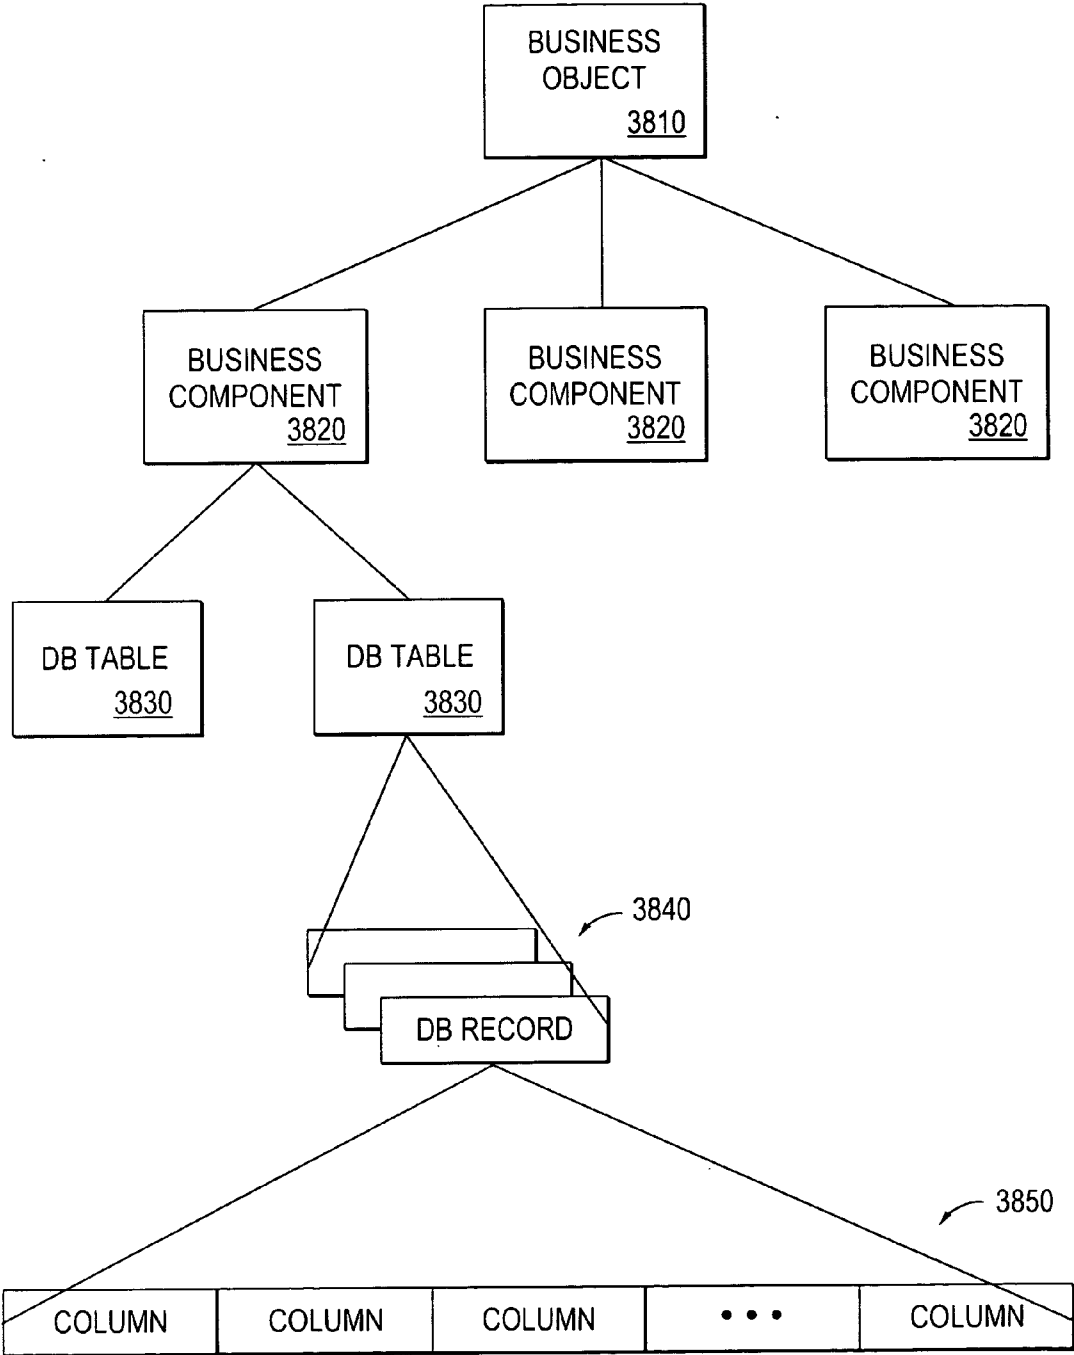 BUSINESS
OBJECT
3810
BUSINESS
COMPONENT
3820
BUSINESS
COMPONENT
3820
BUSINESS
COMPONENT
3820
DB TABLE
3830
DB TABLE
3830
3840
DB RECORD
3850
COLUMN
COLUMN
COLUMN
• • •
COLUMN